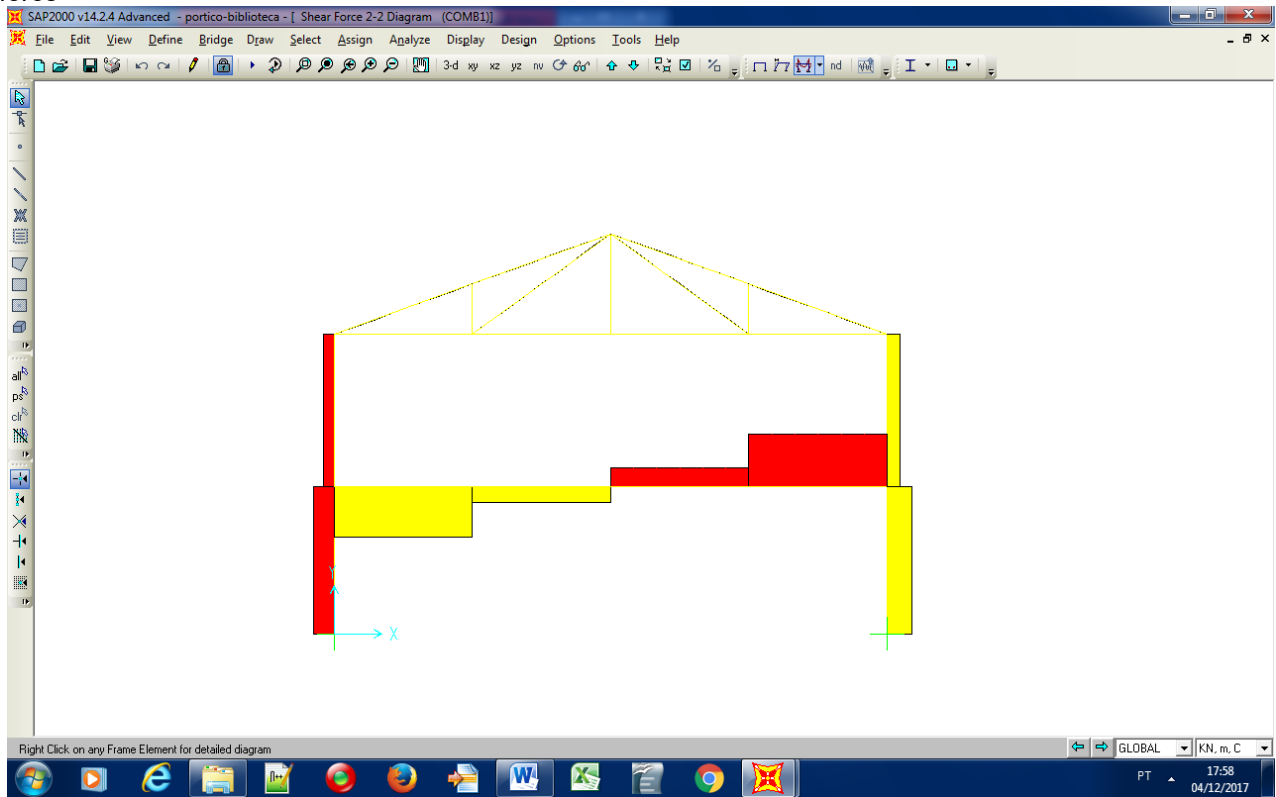 SAP2000 v14.2.4 Advanced - portico-biblioteca - [ Shear Force 2-2 Diagram (COMB1)]
File Edit View Define Bridge Draw Select Assign Analyze Display Design Options Tools Help
3-d xy xz yz nv nd
all
ps
clr
Y
X
Right Click on any Frame Element for detailed diagram
GLOBAL KN, m, C
PT 17:58
04/12/2017